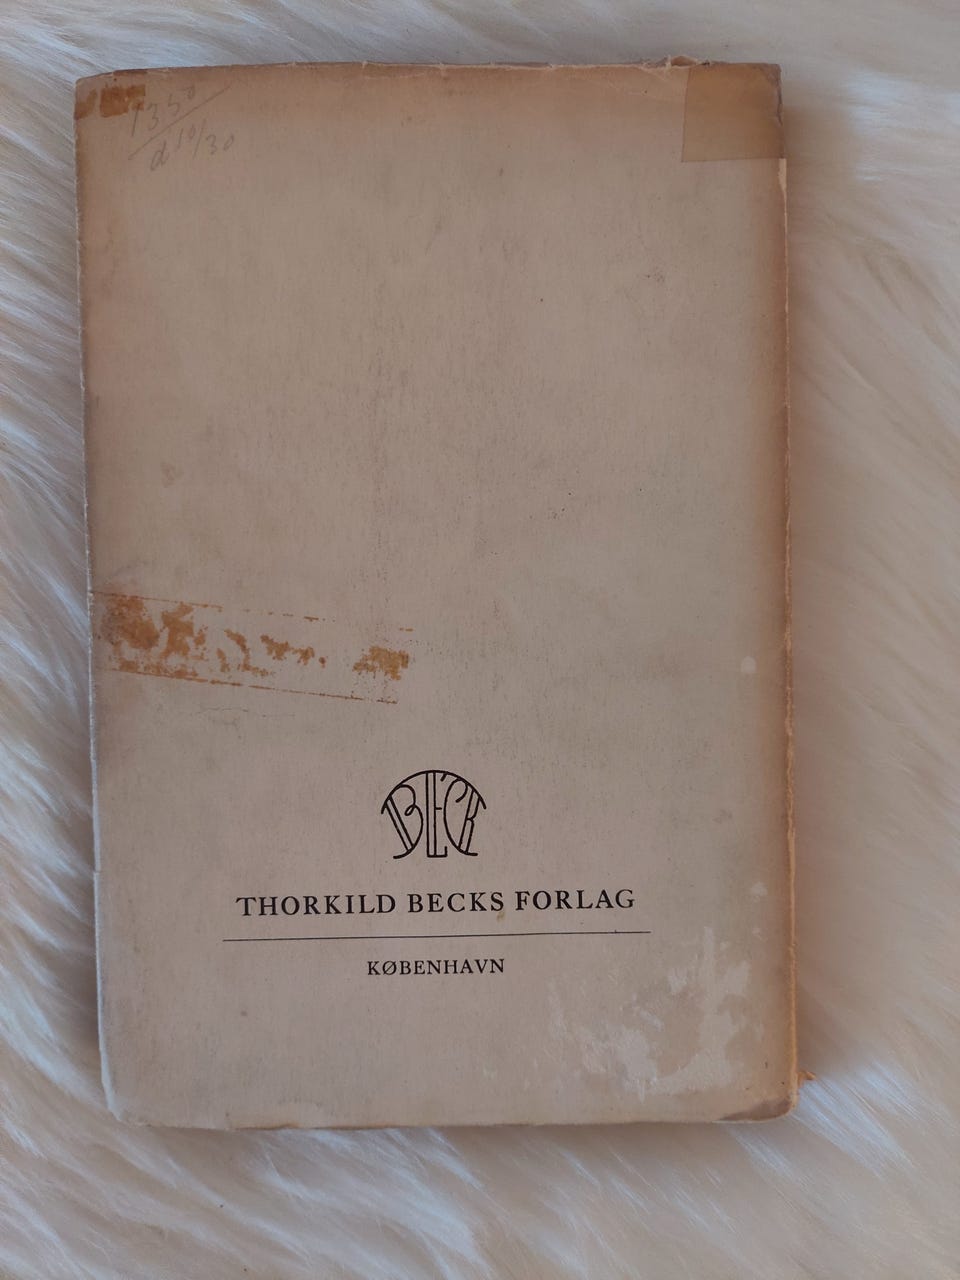 1350
d 10/30
BECK
THORKILD BECKS FORLAG
KØBENHAVN